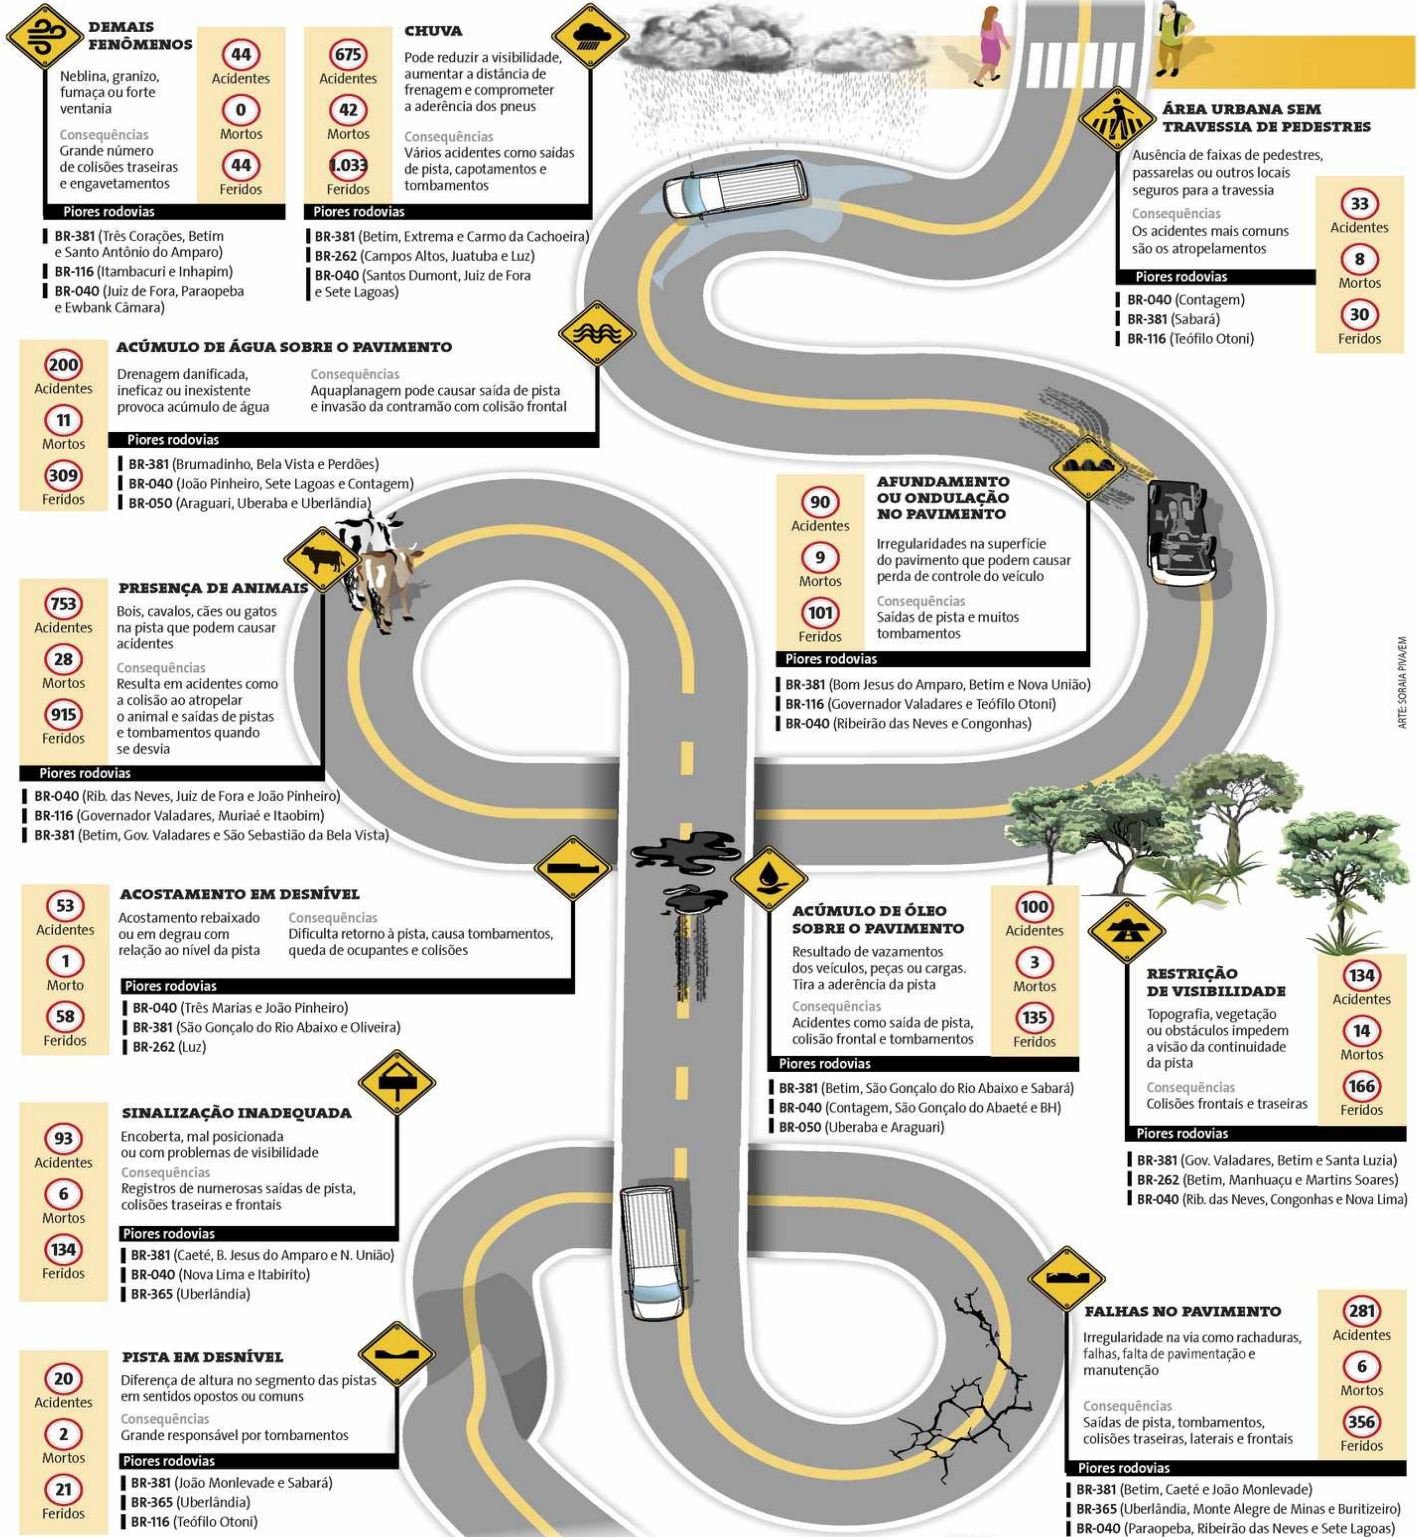 DEMAIS
FENÔMENOS
Neblina, granizo,
fumaça ou forte
ventania
Consequências
Grande número
de colisões traseiras
e engavetamentos
44
Acidentes
0
Mortos
44
Feridos
Piores rodovias
BR-381 (Três Corações, Betim
e Santo Antônio do Amparo)
BR-116 (Itambacuri e Inhapim)
BR-040 (Juiz de Fora, Paraopeba
e Ewbank Câmara)
675
Acidentes
42
Mortos
1.033
Feridos
CHUVA
Pode reduzir a visibilidade,
aumentar a distância de
frenagem e comprometer
a aderência dos pneus
Consequências
Vários acidentes como saídas
de pista, capotamentos e
tombamentos
Piores rodovias
BR-381 (Betim, Extrema e Carmo da Cachoeira)
BR-262 (Campos Altos, Juatuba e Luz)
BR-040 (Santos Dumont, Juiz de Fora
e Sete Lagoas)
ÁREA URBANA SEM
TRAVESSIA DE PEDESTRES
Ausência de faixas de pedestres,
passarelas ou outros locais
seguros para a travessia
Consequências
Os acidentes mais comuns
são os atropelamentos
33
Acidentes
8
Mortos
30
Feridos
Piores rodovias
BR-040 (Contagem)
BR-381 (Sabará)
BR-116 (Teófilo Otoni)
200
Acidentes
11
Mortos
309
Feridos
ACÚMULO DE ÁGUA SOBRE O PAVIMENTO
Drenagem danificada,
ineficaz ou inexistente
provoca acúmulo de água
Consequências
Aquaplanagem pode causar saída de pista
e invasão da contramão com colisão frontal
Piores rodovias
BR-381 (Brumadinho, Bela Vista e Perdões)
BR-040 (João Pinheiro, Sete Lagoas e Contagem)
BR-050 (Araguari, Uberaba e Uberlândia)
90
Acidentes
9
Mortos
101
Feridos
AFUNDAMENTO
OU ONDULAÇÃO
NO PAVIMENTO
Irregularidades na superfície
do pavimento que podem causar
perda de controle do veículo
Consequências
Saídas de pista e muitos
tombamentos
Piores rodovias
BR-381 (Bom Jesus do Amparo, Betim e Nova União)
BR-116 (Governador Valadares e Teófilo Otoni)
BR-040 (Ribeirão das Neves e Congonhas)
ARTE: SORAIA PIVA/EM
753
Acidentes
28
Mortos
915
Feridos
PRESENÇA DE ANIMAIS
Bois, cavalos, cães ou gatos
na pista que podem causar
acidentes
Consequências
Resulta em acidentes como
a colisão ao atropelar
o animal e saídas de pistas
e tombamentos quando
se desvia
Piores rodovias
BR-040 (Rib. das Neves, Juiz de Fora e João Pinheiro)
BR-116 (Governador Valadares, Muriaé e Itaobim)
BR-381 (Betim, Gov. Valadares e São Sebastião da Bela Vista)
53
Acidentes
1
Morto
58
Feridos
ACOSTAMENTO EM DESNÍVEL
Acostamento rebaixado
ou em degrau com
relação ao nível da pista
Consequências
Dificulta retorno à pista, causa tombamentos,
queda de ocupantes e colisões
Piores rodovias
BR-040 (Três Marias e João Pinheiro)
BR-381 (São Gonçalo do Rio Abaixo e Oliveira)
BR-262 (Luz)
ACÚMULO DE ÓLEO
SOBRE O PAVIMENTO
Resultado de vazamentos
dos veículos, peças ou cargas.
Tira a aderência da pista
Consequências
Acidentes como saída de pista,
colisão frontal e tombamentos
100
Acidentes
3
Mortos
135
Feridos
Piores rodovias
BR-381 (Betim, São Gonçalo do Rio Abaixo e Sabará)
BR-040 (Contagem, São Gonçalo do Abaeté e BH)
BR-050 (Uberaba e Araguari)
RESTRIÇÃO
DE VISIBILIDADE
Topografia, vegetação
ou obstáculos impedem
a visão da continuidade
da pista
Consequências
Colisões frontais e traseiras
134
Acidentes
14
Mortos
166
Feridos
Piores rodovias
BR-381 (Gov. Valadares, Betim e Santa Luzia)
BR-262 (Betim, Manhuaçu e Martins Soares)
BR-040 (Rib. das Neves, Congonhas e Nova Lima)
93
Acidentes
6
Mortos
134
Feridos
SINALIZAÇÃO INADEQUADA
Encoberta, mal posicionada
ou com problemas de visibilidade
Consequências
Registros de numerosas saídas de pista,
colisões traseiras e frontais
Piores rodovias
BR-381 (Caeté, B. Jesus do Amparo e N. União)
BR-040 (Nova Lima e Itabirito)
BR-365 (Uberlândia)
20
Acidentes
2
Mortos
21
Feridos
PISTA EM DESNÍVEL
Diferença de altura no segmento das pistas
em sentidos opostos ou comuns
Consequências
Grande responsável por tombamentos
Piores rodovias
BR-381 (João Monlevade e Sabará)
BR-365 (Uberlândia)
BR-116 (Teófilo Otoni)
FALHAS NO PAVIMENTO
Irregularidade na via como rachaduras,
falhas, falta de pavimentação e
manutenção
Consequências
Saídas de pista, tombamentos,
colisões traseiras, laterais e frontais
281
Acidentes
6
Mortos
356
Feridos
Piores rodovias
BR-381 (Betim, Caeté e João Monlevade)
BR-365 (Uberlândia, Monte Alegre de Minas e Buritizeiro)
BR-040 (Paraopeba, Ribeirão das Neves e Sete Lagoas)